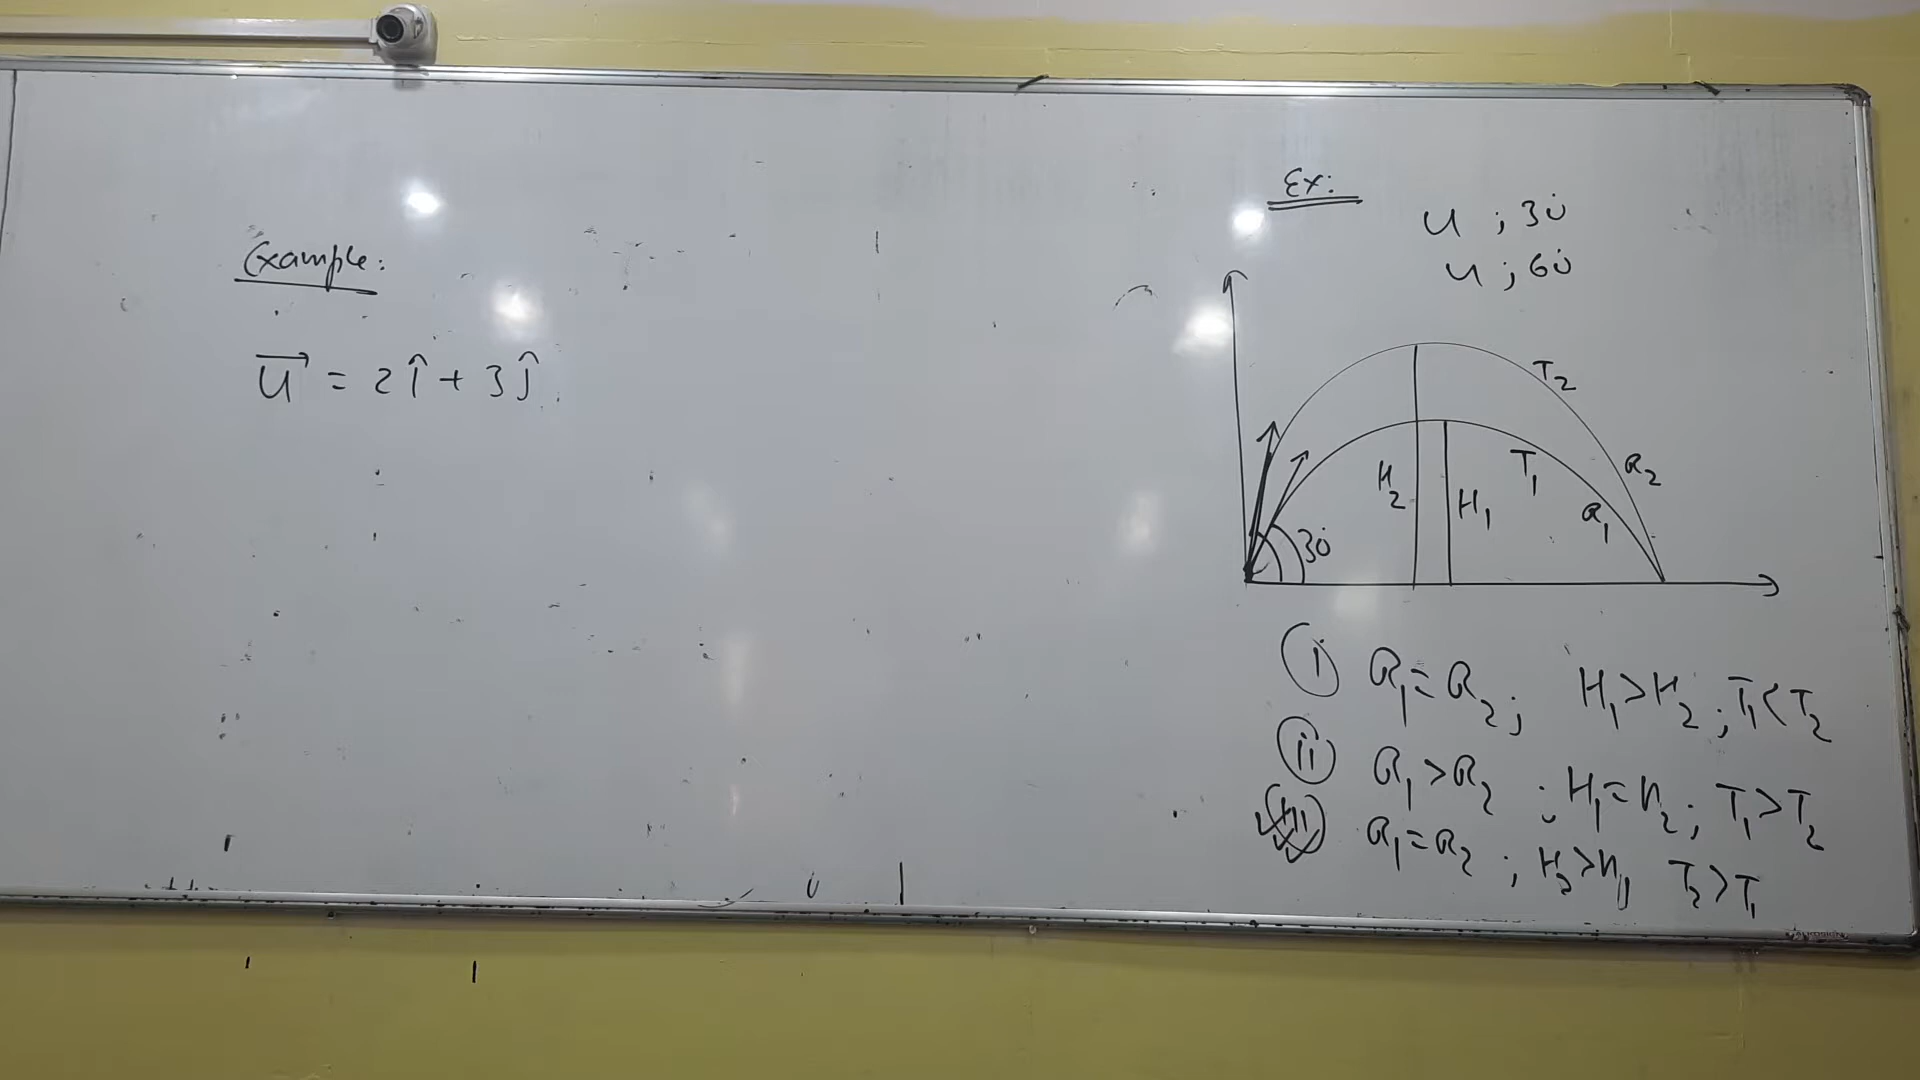 Example:
u⃗ = 2î + 3ĵ
Ex:
u ; 30°
u ; 60°
T₂
R₂
T₁
H₂
H₁
R₁
30°
(i) R₁ = R₂ ; H₁ > H₂ ; T₁ < T₂
(ii) R₁ > R₂ ; H₁ = H₂ ; T₁ > T₂
(iii) R₁ = R₂ ; H₂ > H₁ T₂ > T₁